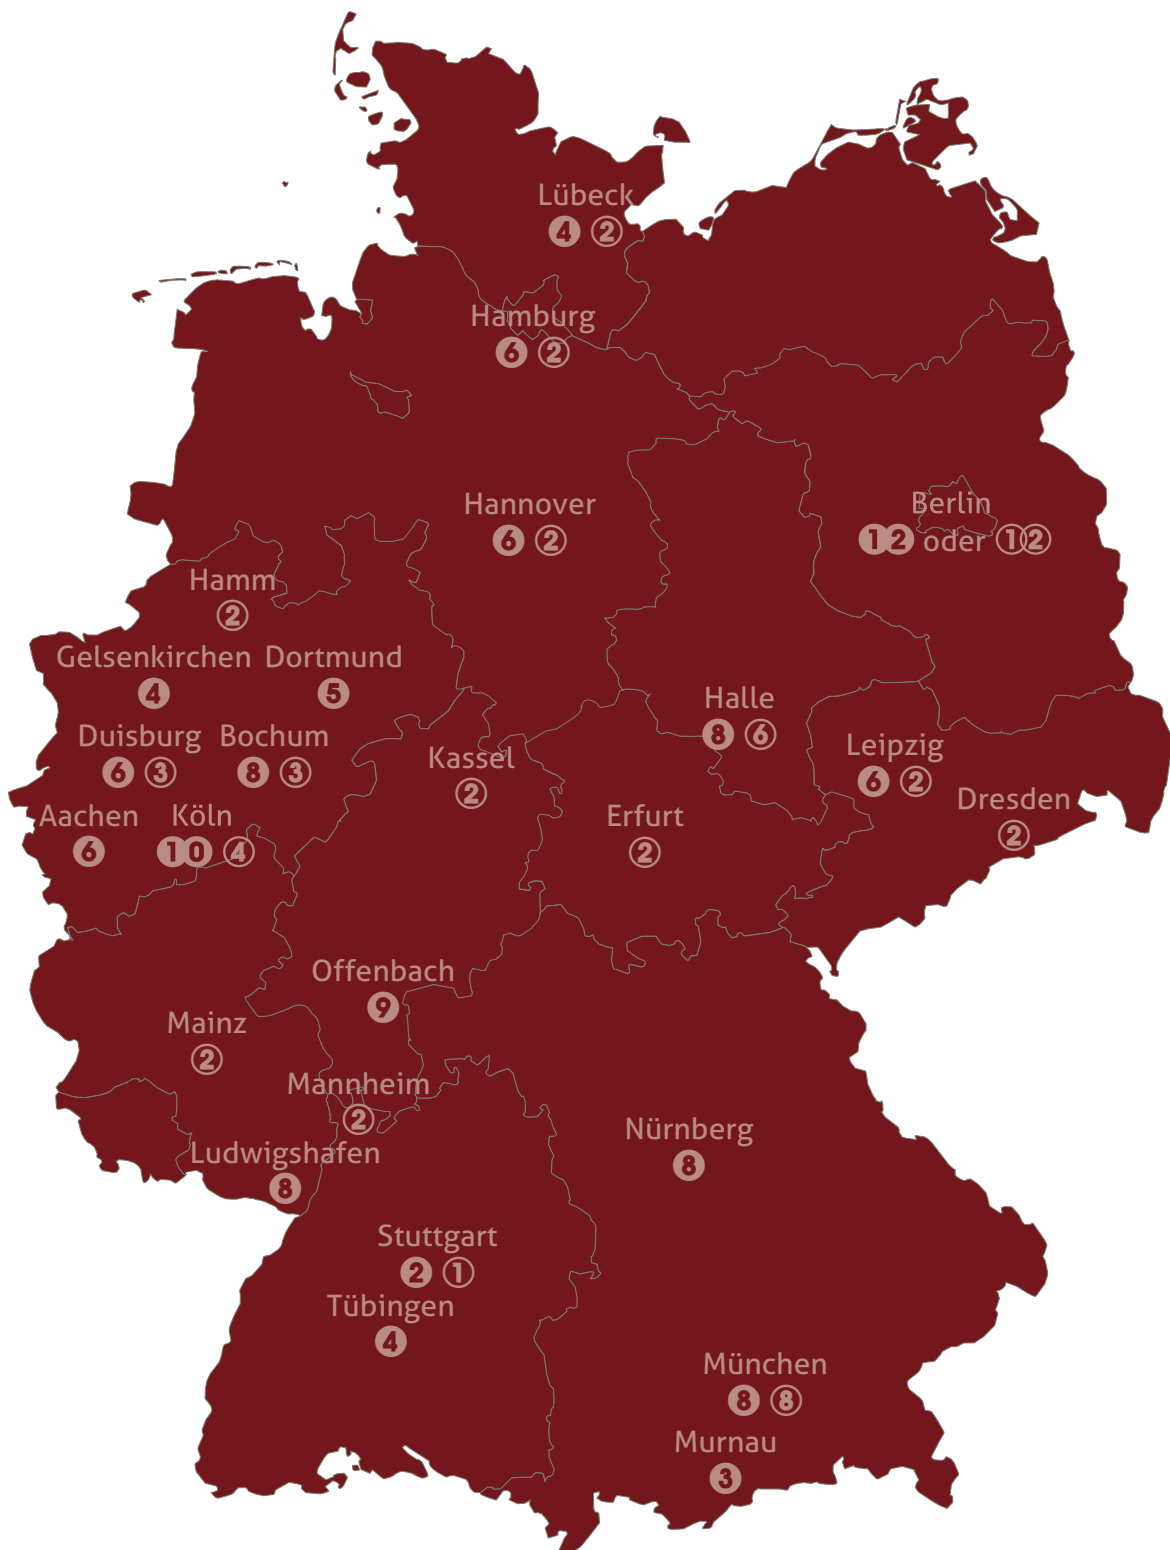 Lübeck
4 2
Hamburg
6 2
Hannover
6 2
Berlin
12 oder 12
Hamm
2
Gelsenkirchen Dortmund
4 5
Duisburg Bochum
6 3 8 3
Aachen Köln
6 10 4
Kassel
2
Halle
8 6
Leipzig
6 2
Dresden
2
Erfurt
2
Offenbach
9
Mainz
2
Mannheim
2
Ludwigshafen
8
Nürnberg
8
Stuttgart
2 1
Tübingen
4
München
8 8
Murnau
3